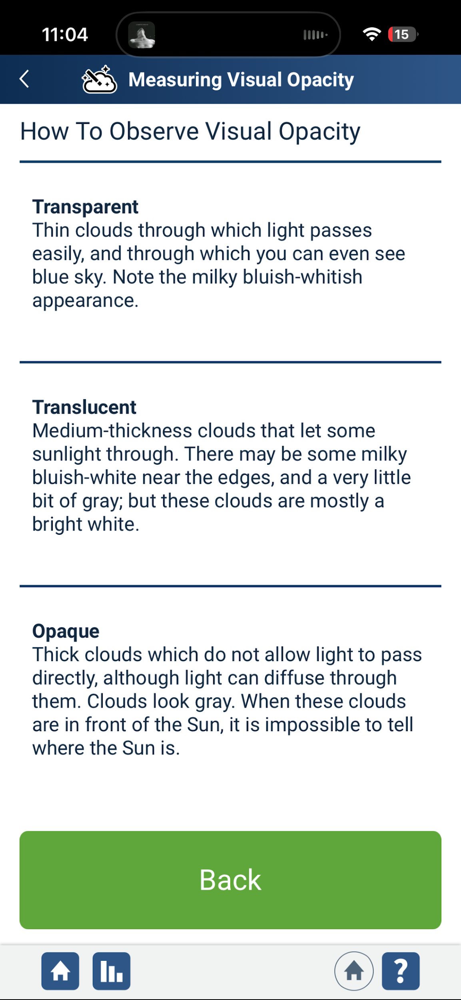 11:04
15
Measuring Visual Opacity
How To Observe Visual Opacity
Transparent
Thin clouds through which light passes
easily, and through which you can even see
blue sky. Note the milky bluish-whitish
appearance.
Translucent
Medium-thickness clouds that let some
sunlight through. There may be some milky
bluish-white near the edges, and a very little
bit of gray; but these clouds are mostly a
bright white.
Opaque
Thick clouds which do not allow light to pass
directly, although light can diffuse through
them. Clouds look gray. When these clouds
are in front of the Sun, it is impossible to tell
where the Sun is.
Back
?